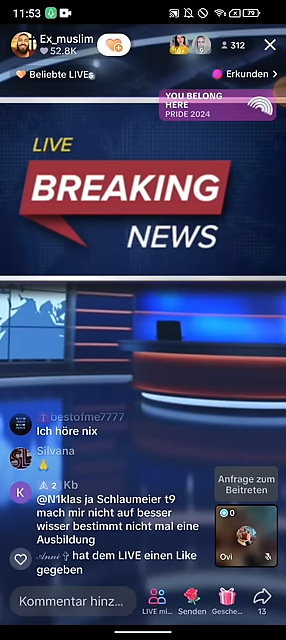 11:53
79
Ex_muslim
52.8K
312
Beliebte LIVEs
Erkunden
YOU BELONG
HERE
PRIDE 2024
LIVE
BREAKING
NEWS
bestofme7777
Ich höre nix
Silvana
🙏
K
2 Kb
@N1klas ja Schlaumeier t9
mach mir nicht auf besser
wisser bestimmt nicht mal eine
Ausbildung
𝒜𝓃𝓃𝒾 ✞ hat dem LIVE einen Like
gegeben
Anfrage zum
Beitreten
0
Ovi
Kommentar hinz...
LIVE mi...
Senden
Gesche...
13